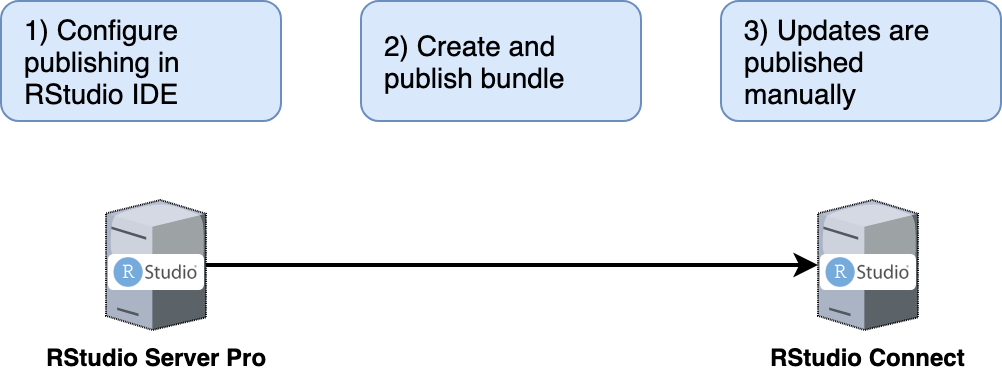 1) Configure
publishing in
RStudio IDE
2) Create and
publish bundle
3) Updates are
published
manually
R Studio
R Studio
RStudio Server Pro
RStudio Connect